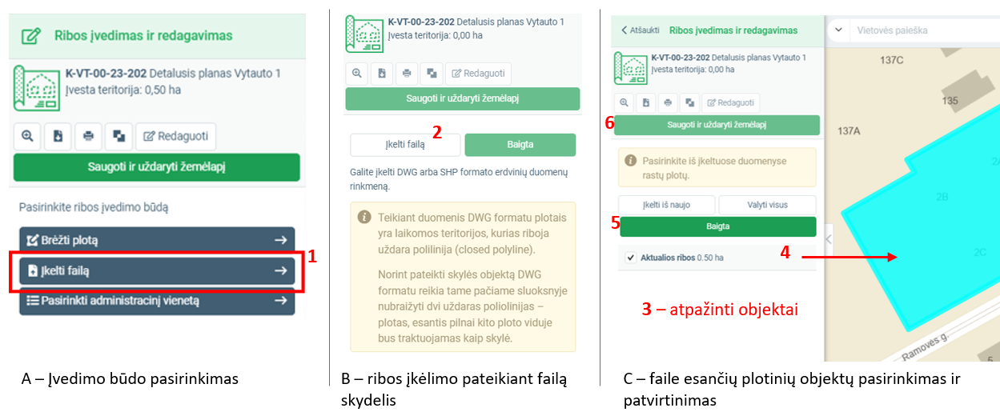 Ribos įvedimas ir redagavimas
K-VT-00-23-202 Detalusis planas Vytauto 1
Įvesta teritorija: 0,50 ha
Redaguoti
Saugoti ir uždaryti žemėlapį
Pasirinkite ribos įvedimo būdą
Brėžti plotą
1
Įkelti failą
Pasirinkti administracinį vienetą
A – Įvedimo būdo pasirinkimas
K-VT-00-23-202 Detalusis planas Vytauto 1
Įvesta teritorija: 0,00 ha
Redaguoti
Saugoti ir uždaryti žemėlapį
2
Įkelti failą
Baigta
Galite įkelti DWG arba SHP formato erdvinių duomenų
rinkmeną.
Teikiant duomenis DWG formatu plotais
yra laikomos teritorijos, kurias riboja
uždara polilinija (closed polyline).
Norint pateikti skylės objektą DWG
formatu reikia tame pačiame sluoksnyje
nubraižyti dvi uždaras poliolinijas –
plotas, esantis pilnai kito ploto viduje
bus traktuojamas kaip skylė.
B – ribos įkėlimo pateikiant failą
skydelis
Atšaukti Ribos įvedimas ir redagavimas
K-VT-00-23-202 Detalusis planas Vytauto 1
Įvesta teritorija: 0,00 ha
Redaguoti
6
Saugoti ir uždaryti žemėlapį
Pasirinkite iš įkeltuose duomenyse
rastų plotų.
Įkelti iš naujo
Valyti visus
5
Baigta
Aktualios ribos 0.50 ha
4
3 – atpažinti objektai
Vietovės paieška
137C
135
137A
2A
2B
2C
Ramovės g.
5
C – faile esančių plotinių objektų pasirinkimas ir
patvirtinimas